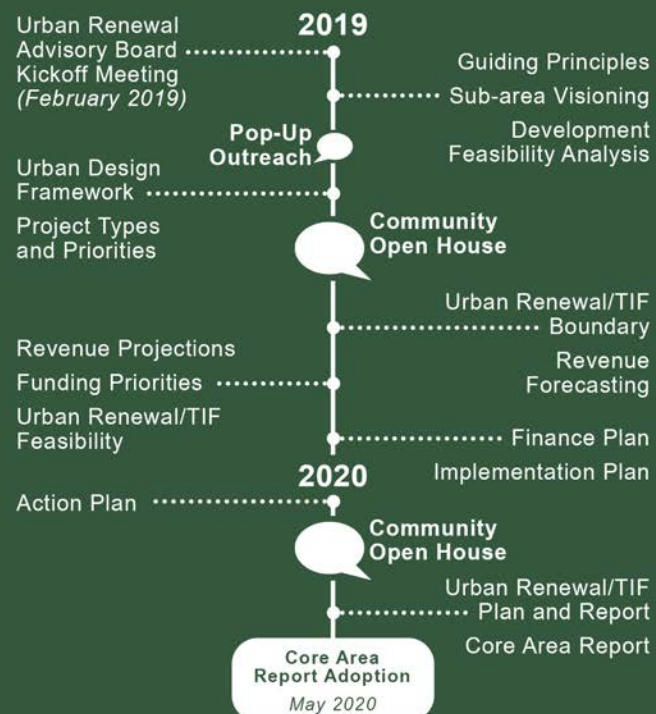 2019
Urban Renewal
Advisory Board
Kickoff Meeting
(February 2019)
Guiding Principles
Sub-area Visioning
Development
Feasibility Analysis
Pop-Up
Outreach
Urban Design
Framework
Project Types
and Priorities
Community
Open House
Urban Renewal/TIF
Boundary
Revenue
Forecasting
Revenue Projections
Funding Priorities
Urban Renewal/TIF
Feasibility
Finance Plan
Implementation Plan
2020
Action Plan
Community
Open House
Urban Renewal/TIF
Plan and Report
Core Area Report
Core Area
Report Adoption
May 2020